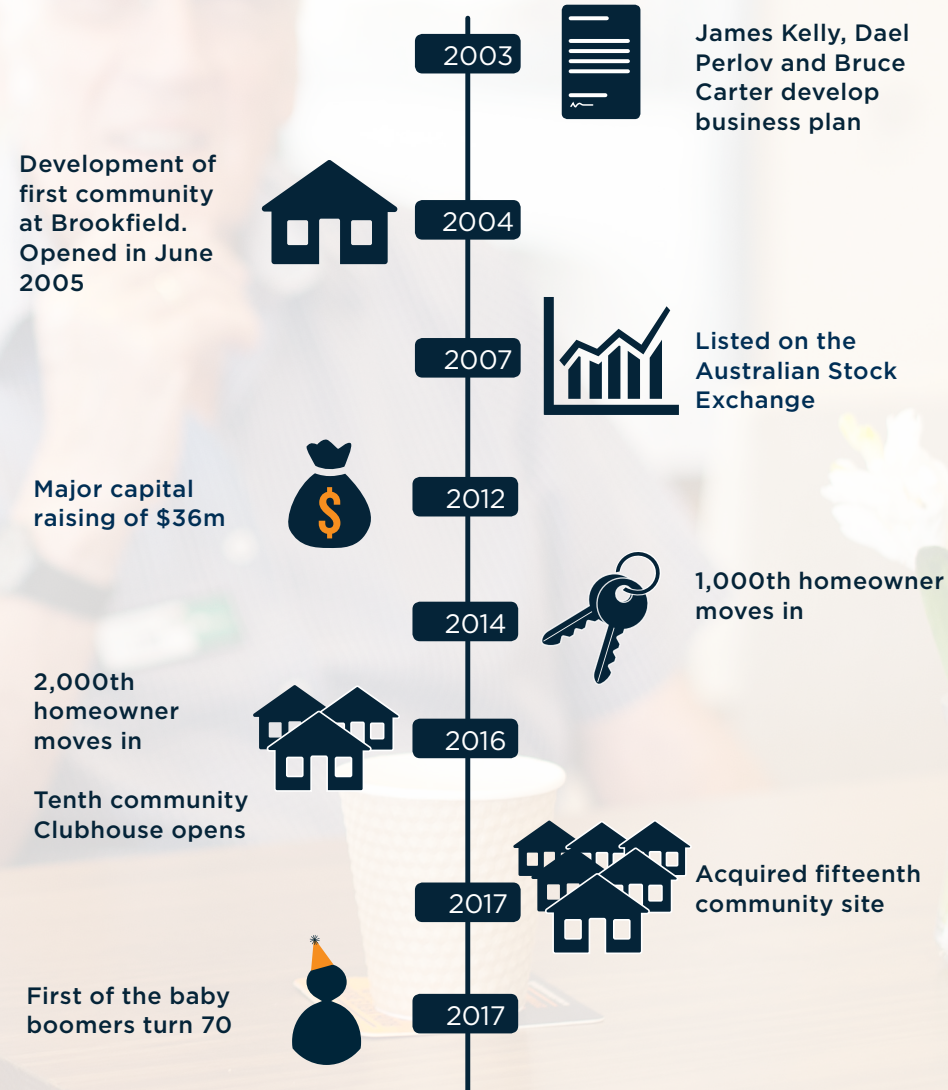 2003
James Kelly, Dael
Perlov and Bruce
Carter develop
business plan
Development of
first community
at Brookfield.
Opened in June
2005
2004
2007
Listed on the
Australian Stock
Exchange
Major capital
raising of $36m
$
2012
1,000th homeowner
moves in
2014
2,000th
homeowner
moves in
2016
Tenth community
Clubhouse opens
Acquired fifteenth
community site
2017
First of the baby
boomers turn 70
2017